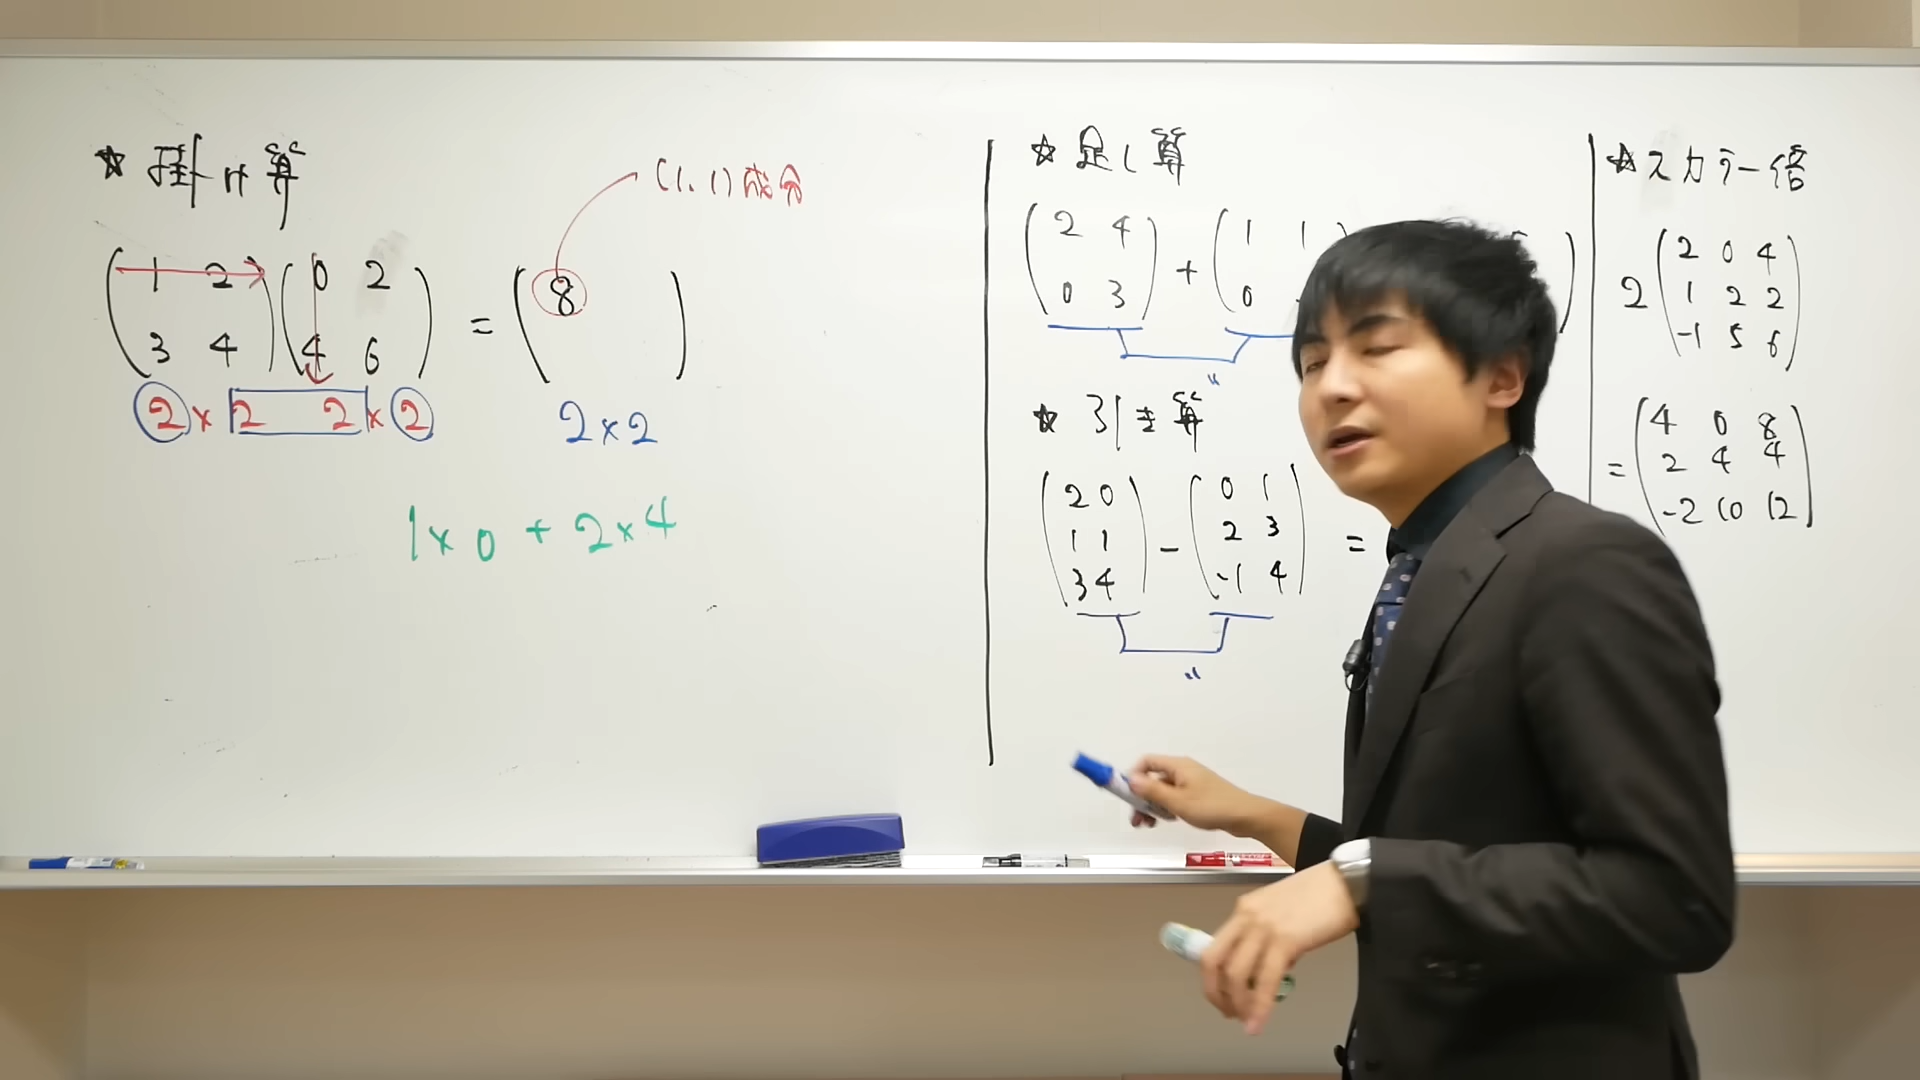 ☆ 掛け算
(1,1)成分
( 1 2 ) ( 0 2 ) = ( 8 )
( 3 4 ) ( 4 6 )
2 × 2 2 × 2
2 × 2
1 × 0 + 2 × 4
☆ 足し算
( 2 4 ) + ( 1 1 )
( 0 3 ) ( 0
"
☆ 引き算
( 2 0 ) - ( 0 1 ) =
( 1 1 ) ( 2 3 )
( 3 4 ) ( -1 4 )
"
☆ スカラー倍
2 ( 2 0 4 )
( 1 2 2 )
( -1 5 6 )
= ( 4 0 8 )
( 2 4 4 )
( -2 10 12 )